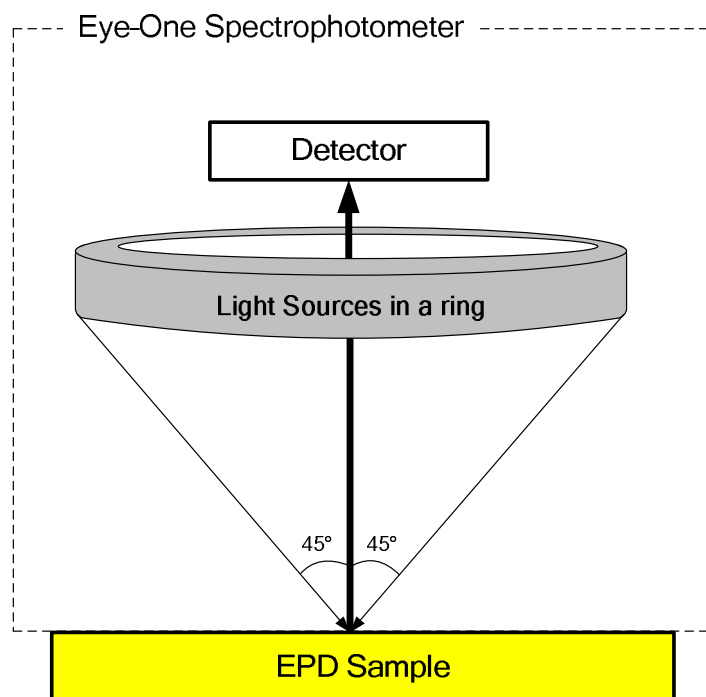 Eye-One Spectrophotometer
Detector
Light Sources in a ring
45° 45°
EPD Sample